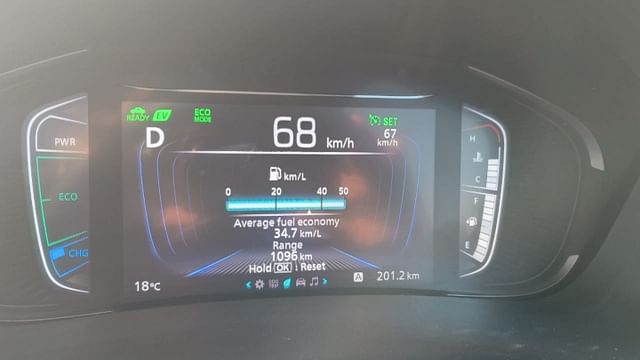 READY EV ECO MODE
SET
67 km/h
D 68 km/h
PWR
ECO
CHG
km/L
0 20 40 50
Average fuel economy
34.7 km/L
Range
1096 km
Hold OK : Reset
18°C
A 201.2 km
H
C
F
E